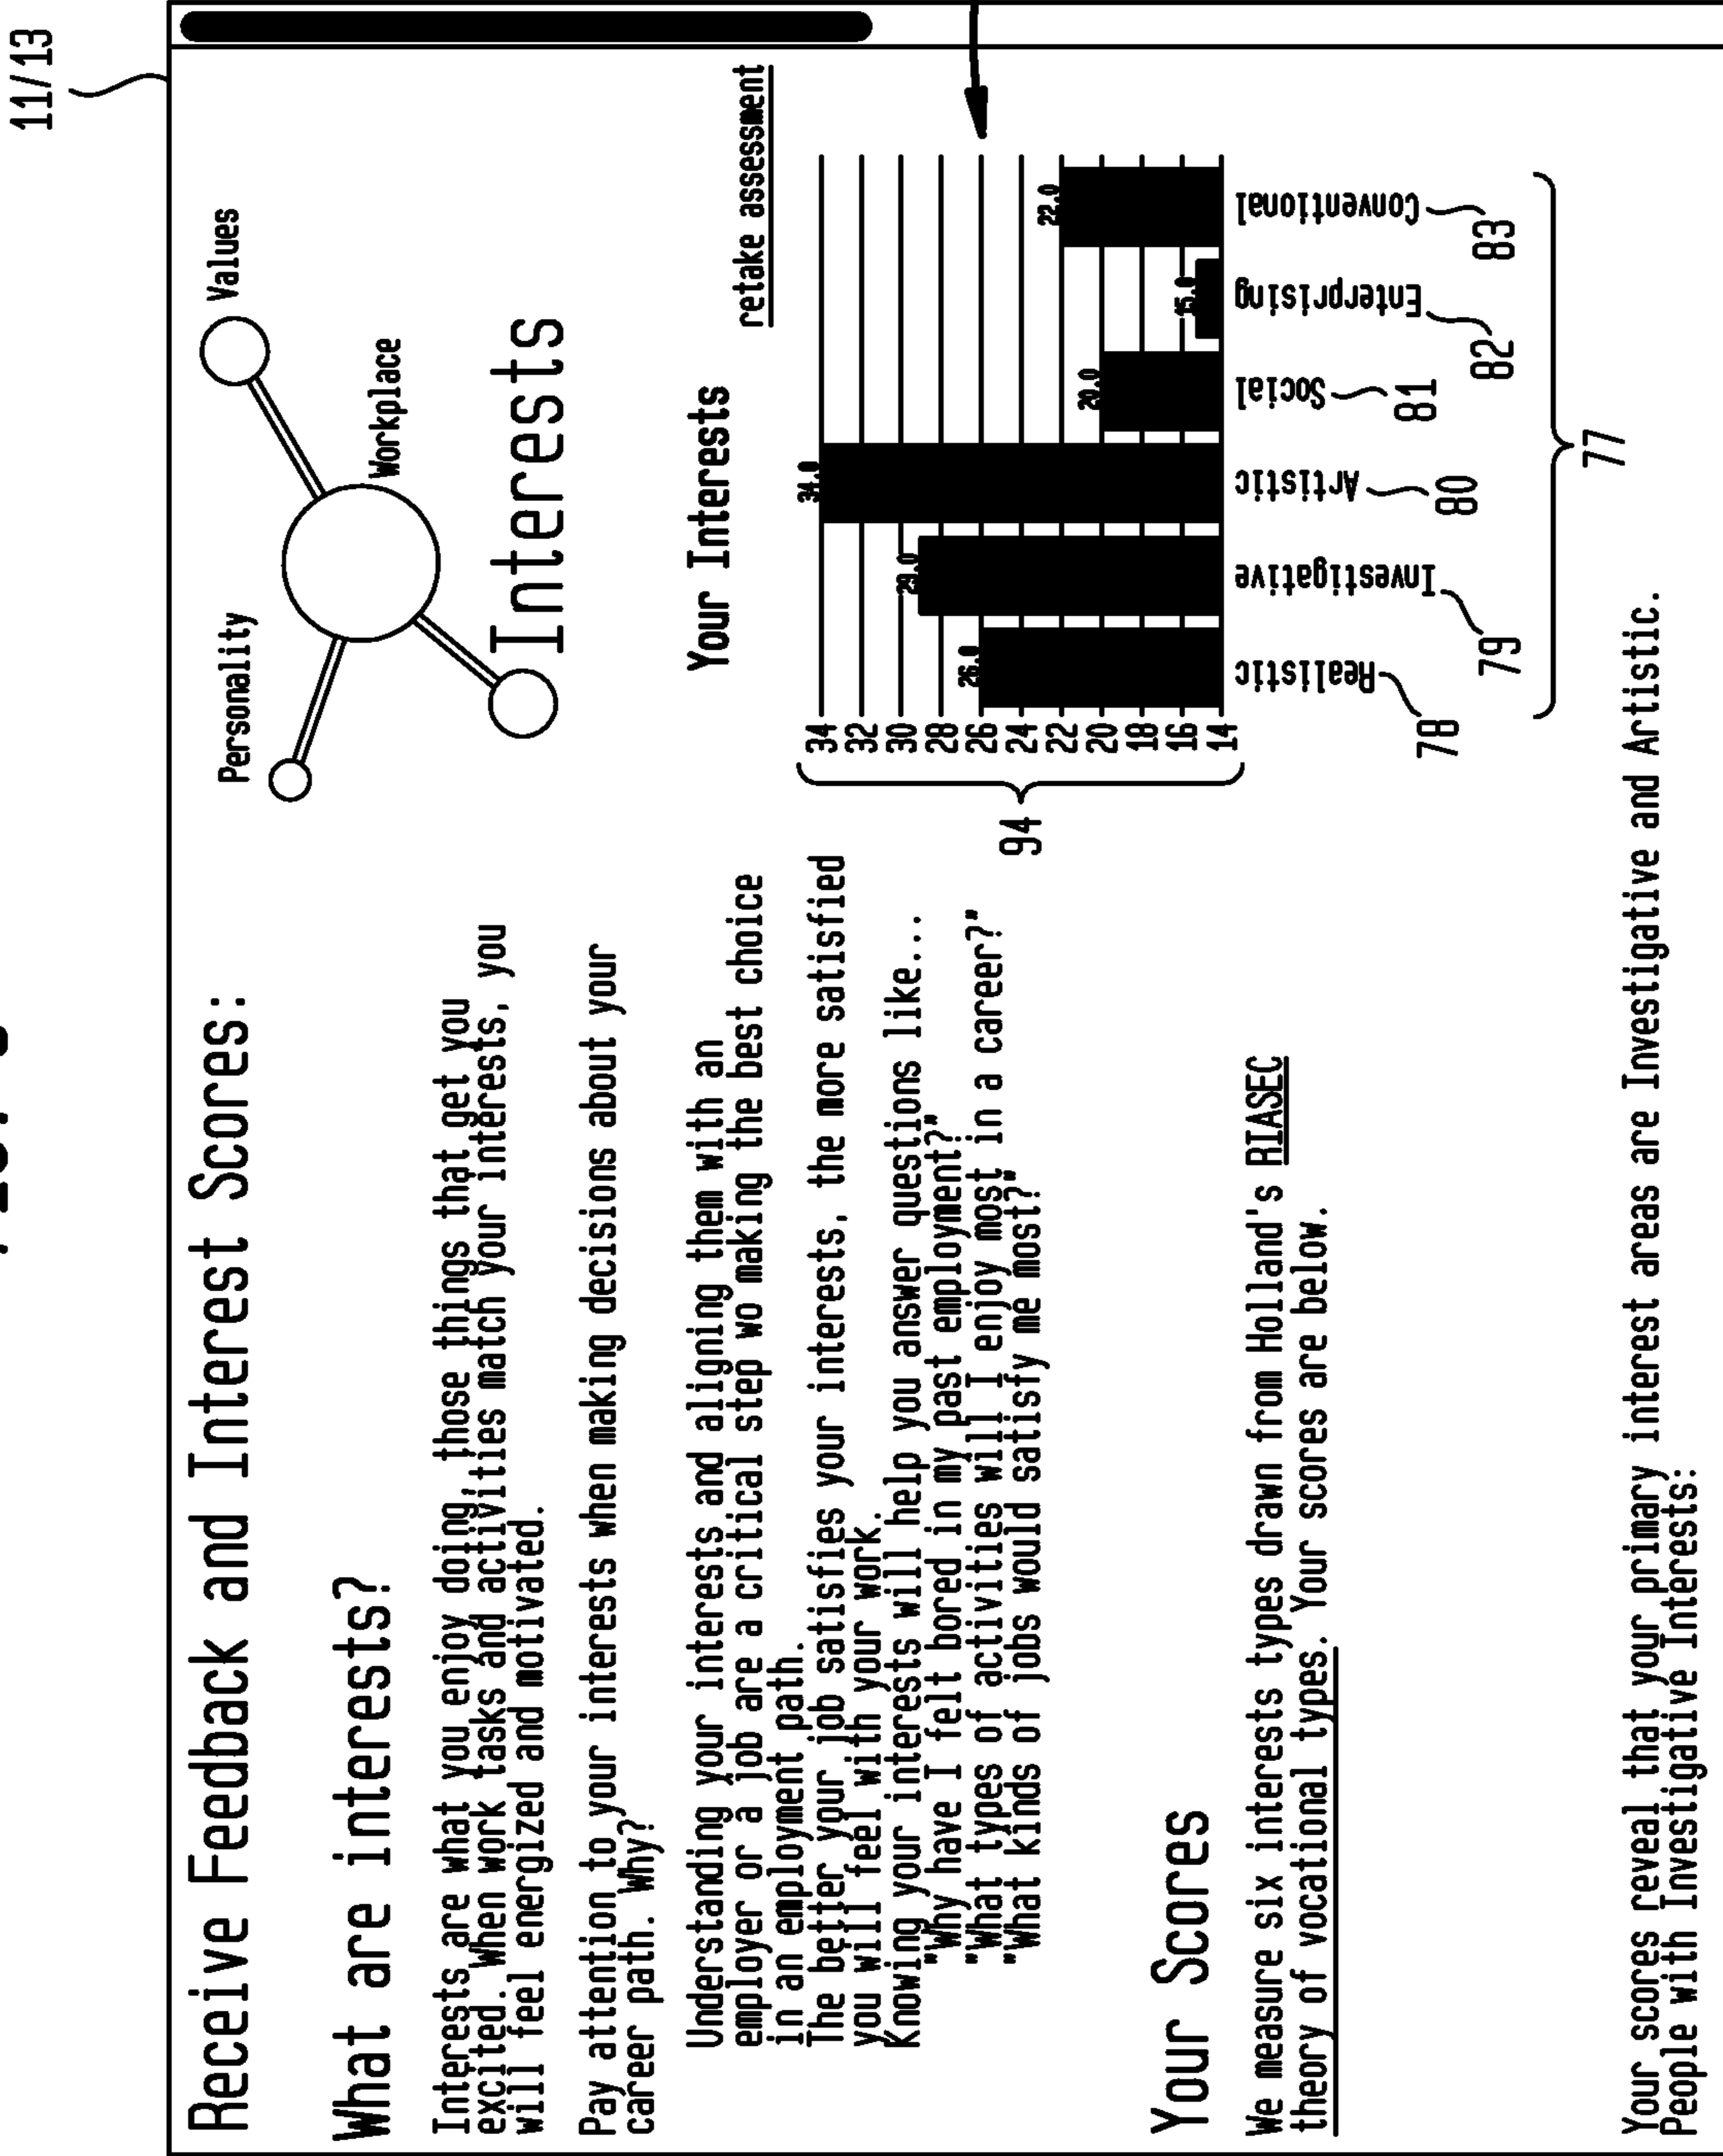 11/13
Receive Feedback and Interest Scores:
What are interests?
Interests are what you enjoy doing, those things that get you
excited. When work tasks and activities match your interests, you
will feel energized and motivated.
Pay attention to your interests when making decisions about your
career path. Why?
Understanding your interests and aligning them with an
employer or a job are a critical step wo making the best choice
in an employment path.
The better your job satisfies your interests, the more satisfied
you will feel with your work.
Knowing your interests will help you answer questions like...
"Why have I felt bored in my past employment?"
"What types of activities will I enjoy most in a career?"
"What kinds of jobs would satisfy me most?"
Your Scores
We measure six interests types drawn from Holland's RIASEC
theory of vocational types. Your scores are below.
Personality
Values
Workplace
Interests
Your Interests
retake assessment
34
32
30
28
26
24
22
20
18
16
14
94
26.0
29.0
34.0
20.0
15.0
22.0
Realistic
Investigative
Artistic
Social
Enterprising
Conventional
78
79
80
81
82
83
77
Your scores reveal that your primary interest areas are Investigative and Artistic.
People with Investigative Interests: